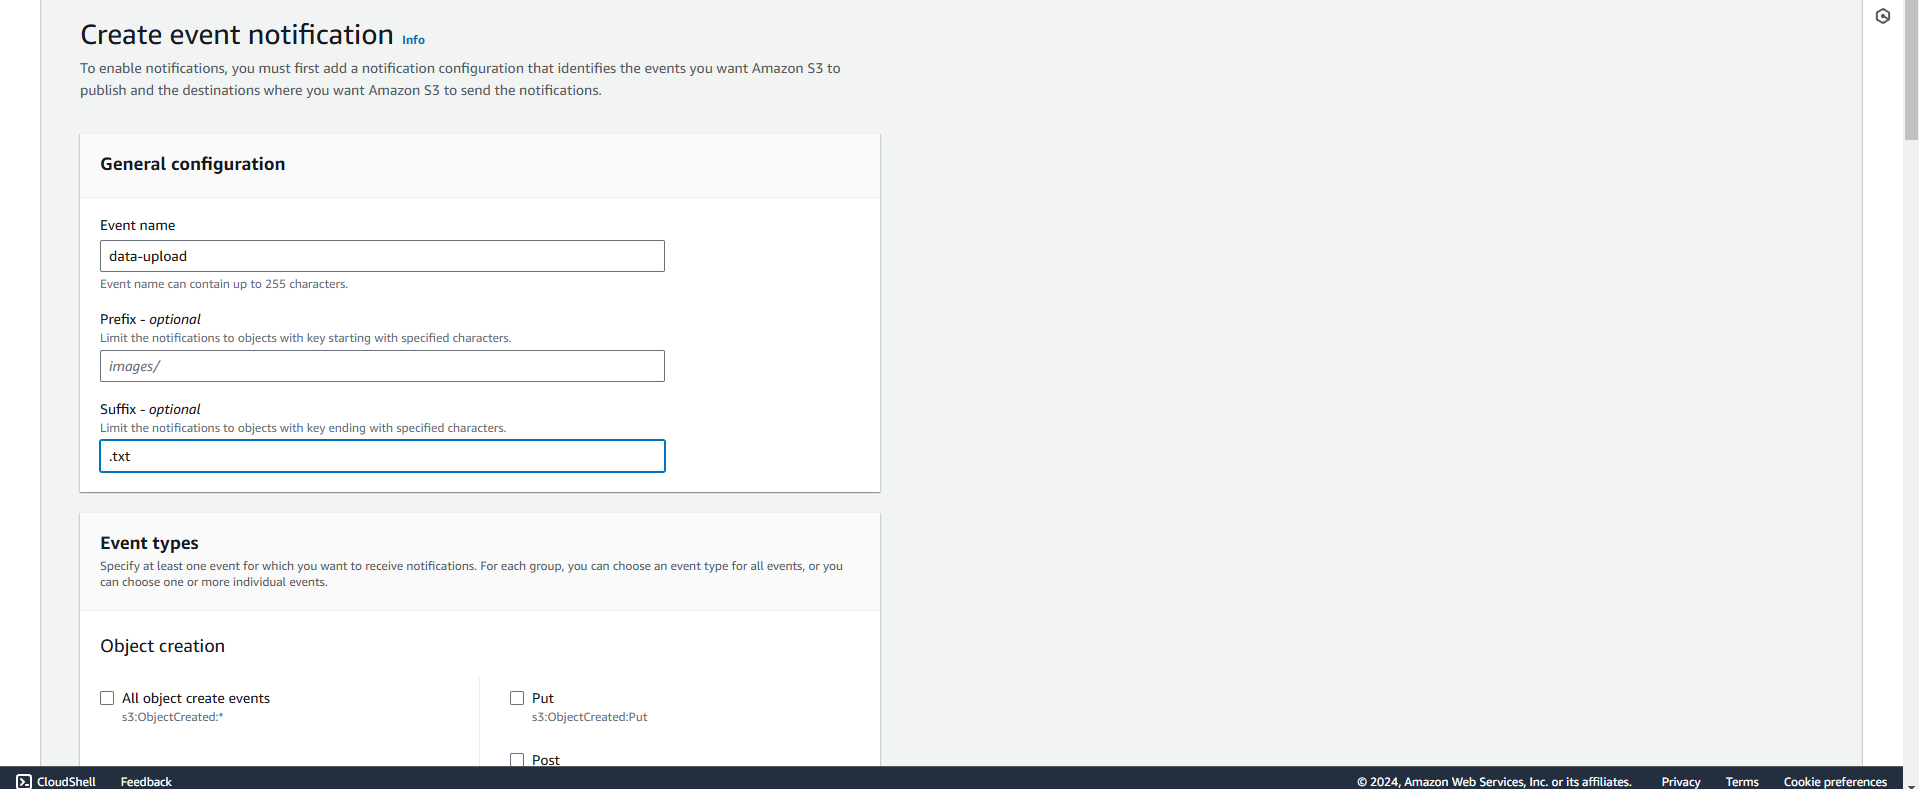 Create event notification Info
To enable notifications, you must first add a notification configuration that identifies the events you want Amazon S3 to
publish and the destinations where you want Amazon S3 to send the notifications.
General configuration
Event name
data-upload
Event name can contain up to 255 characters.
Prefix - optional
Limit the notifications to objects with key starting with specified characters.
images/
Suffix - optional
Limit the notifications to objects with key ending with specified characters.
.txt
Event types
Specify at least one event for which you want to receive notifications. For each group, you can choose an event type for all events, or you
can choose one or more individual events.
Object creation
All object create events
s3:ObjectCreated:*
Put
s3:ObjectCreated:Put
Post
CloudShell Feedback © 2024, Amazon Web Services, Inc. or its affiliates. Privacy Terms Cookie preferences